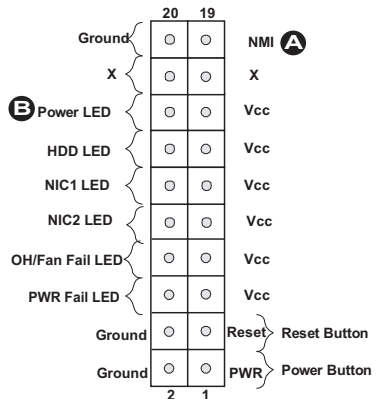 20 19
Ground NMI A
X X
B Power LED Vcc
HDD LED Vcc
NIC1 LED Vcc
NIC2 LED Vcc
OH/Fan Fail LED Vcc
PWR Fail LED Vcc
Ground Reset Reset Button
Ground PWR Power Button
2 1